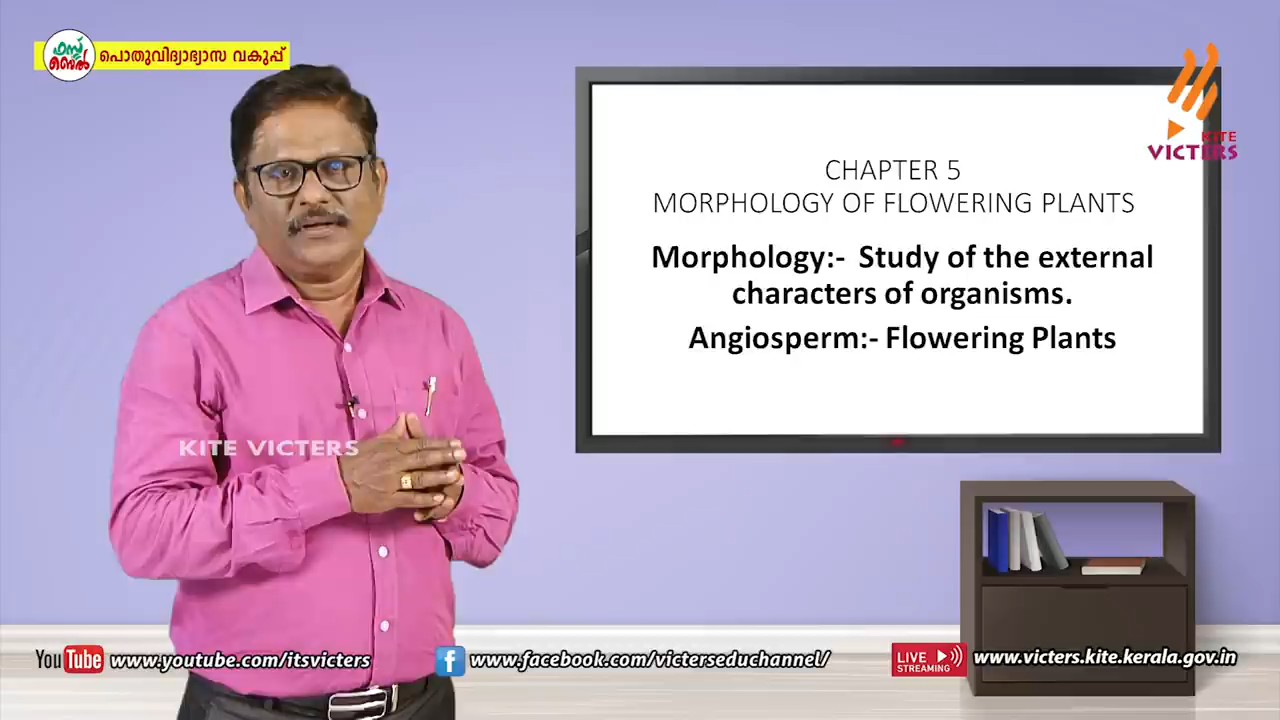 ഫസ്റ്റ്
ബെൽ
പൊതുവിദ്യാഭ്യാസ വകുപ്പ്
KITE
VICTERS
CHAPTER 5
MORPHOLOGY OF FLOWERING PLANTS
Morphology:- Study of the external
characters of organisms.
Angiosperm:- Flowering Plants
KITE VICTERS
YouTube www.youtube.com/itsvicters
f www.facebook.com/victerseduchannel/
LIVE
STREAMING
www.victers.kite.kerala.gov.in